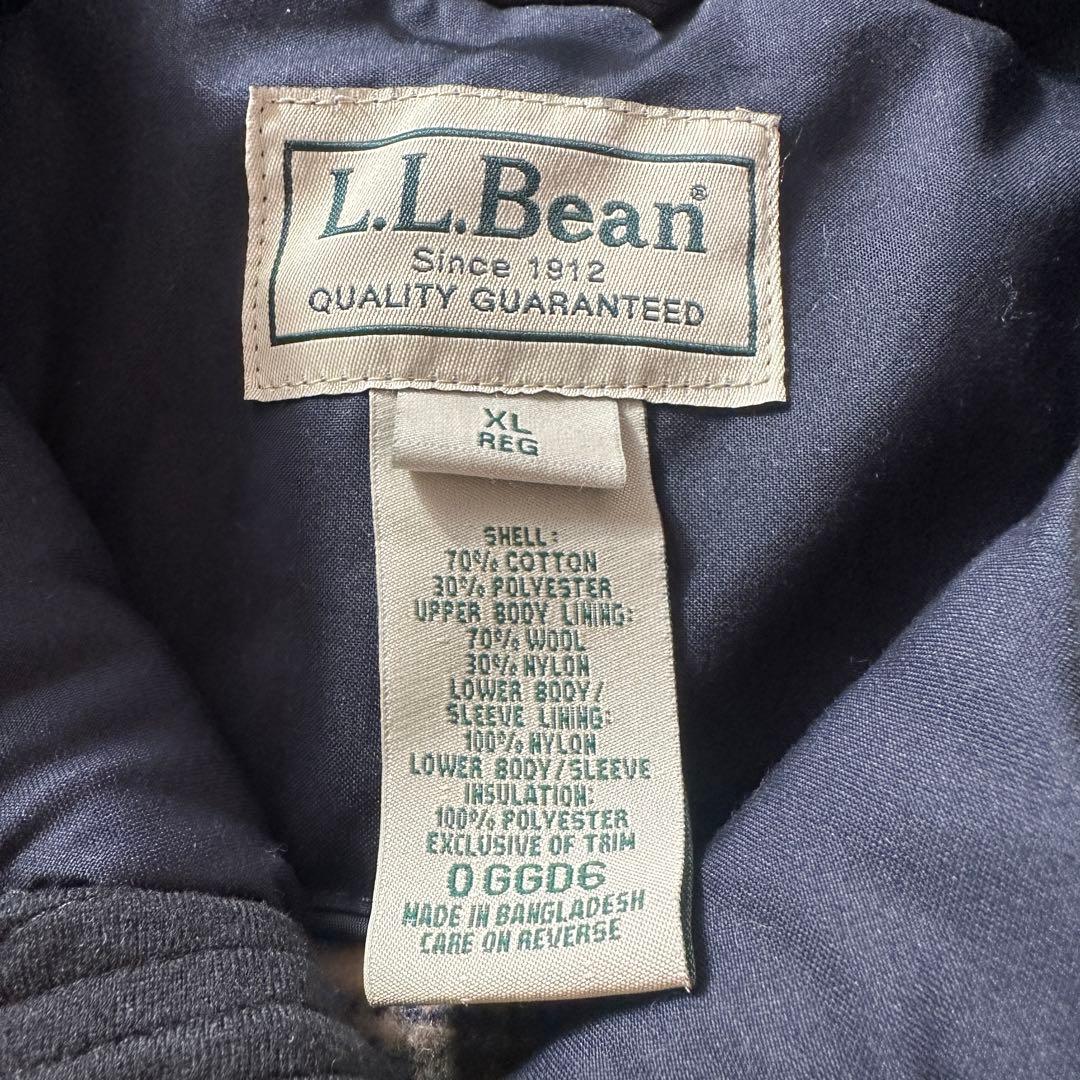 L.L.Bean®
Since 1912
QUALITY GUARANTEED
XL
REG
SHELL:
70% COTTON
30% POLYESTER
UPPER BODY LINING:
70% WOOL
30% NYLON
LOWER BODY/
SLEEVE LINING:
100% NYLON
LOWER BODY/SLEEVE
INSULATION:
100% POLYESTER
EXCLUSIVE OF TRIM
0 GGD6
MADE IN BANGLADESH
CARE ON REVERSE